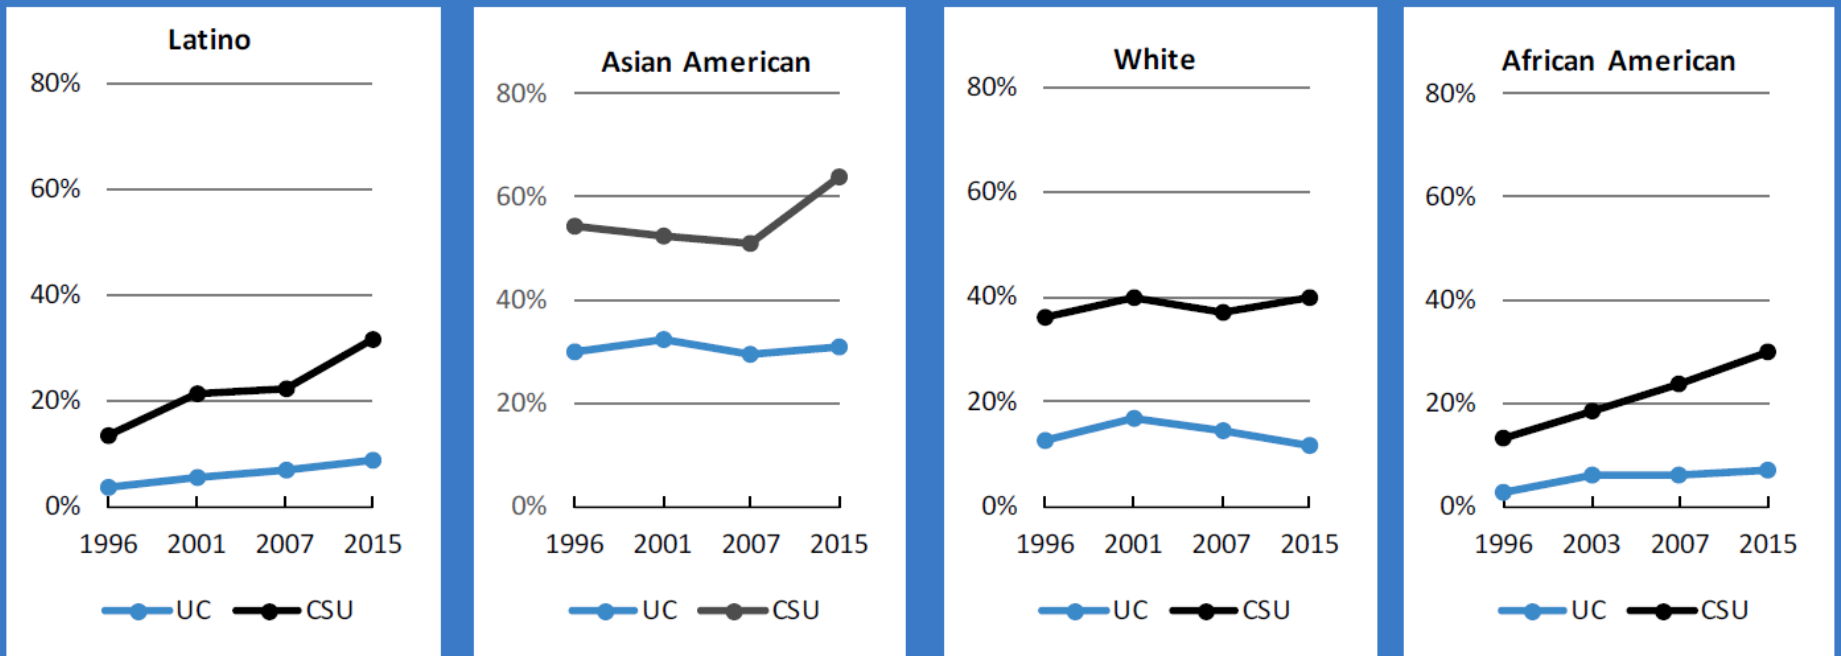 Latino
80%
60%
40%
20%
0%
1996 2001 2007 2015
UC CSU
Asian American
80%
60%
40%
20%
0%
1996 2001 2007 2015
UC CSU
White
80%
60%
40%
20%
0%
1996 2001 2007 2015
UC CSU
African American
80%
60%
40%
20%
0%
1996 2003 2007 2015
UC CSU